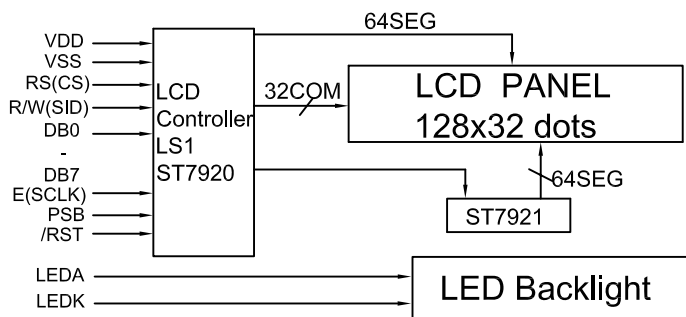 64SEG
VDD
VSS
RS(CS)
R/W(SID)
DB0
-
DB7
E(SCLK)
PSB
/RST
LCD
Controller
LS1
ST7920
32COM
LCD PANEL
128x32 dots
64SEG
ST7921
LEDA
LEDK
LED Backlight